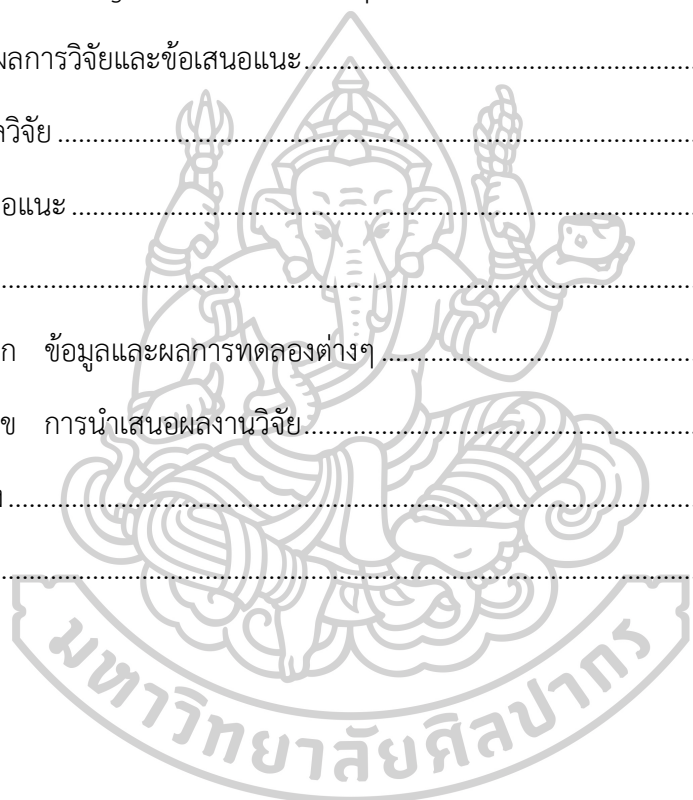 ผลการวิจัยและข้อเสนอแนะ..........................................................
วิจัย..........................................................................................
อแนะ........................................................................................
..................................................................................................
ก ข้อมูลและผลการทดลองต่างๆ ..............................................
ข การนำเสนอผลงานวิจัย.........................................................
..................................................................................................
..................................................................................................
มหาวิทยาลัยศิลปากร